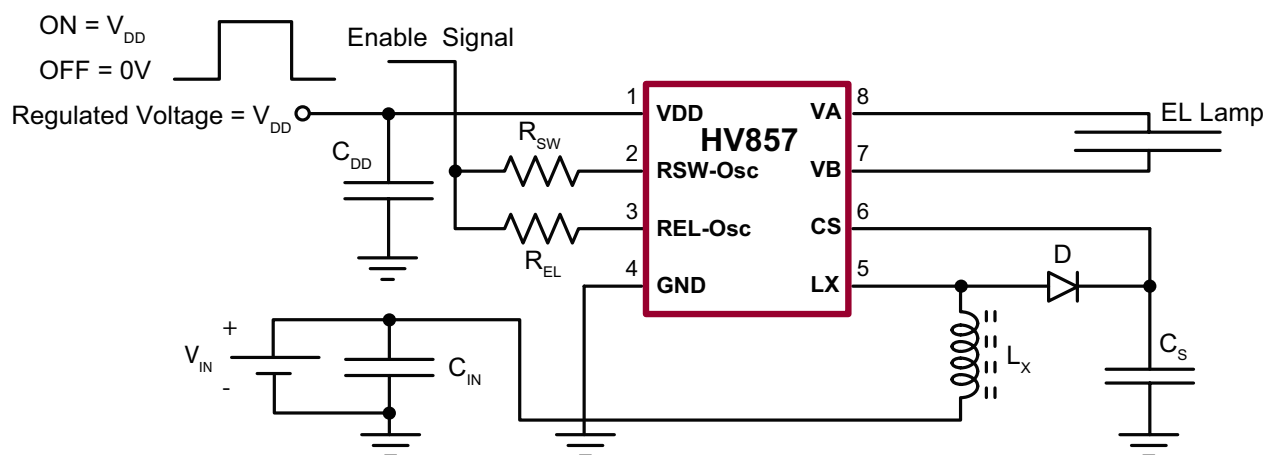 ON = VDD
OFF = 0V
Enable Signal
Regulated Voltage = VDD
CDD
RSW
REL
1
2
3
4
VDD
RSW-Osc
REL-Osc
GND
HV857
VA
VB
CS
LX
8
7
6
5
EL Lamp
D
LX
CS
+
VIN
-
CIN